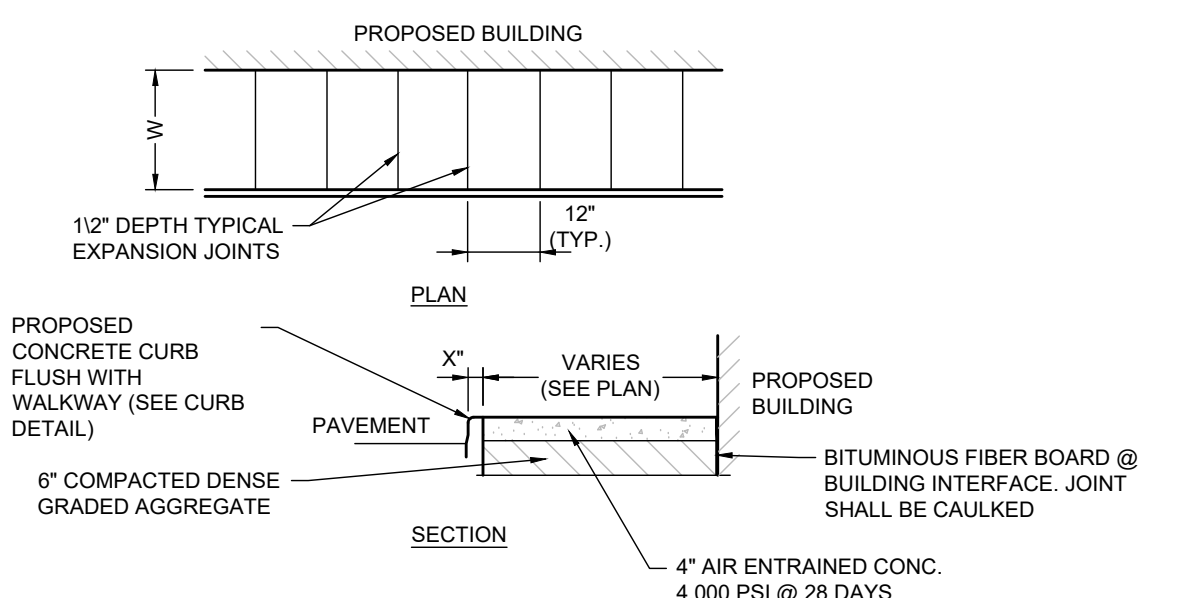 PROPOSED BUILDING
W
1\2" DEPTH TYPICAL
EXPANSION JOINTS
12"
(TYP.)
PLAN
PROPOSED
CONCRETE CURB
FLUSH WITH
WALKWAY (SEE CURB
DETAIL)
X"
VARIES
(SEE PLAN)
PROPOSED
BUILDING
PAVEMENT
6" COMPACTED DENSE
GRADED AGGREGATE
BITUMINOUS FIBER BOARD @
BUILDING INTERFACE. JOINT
SHALL BE CAULKED
SECTION
4" AIR ENTRAINED CONC.
4,000 PSI @ 28 DAYS